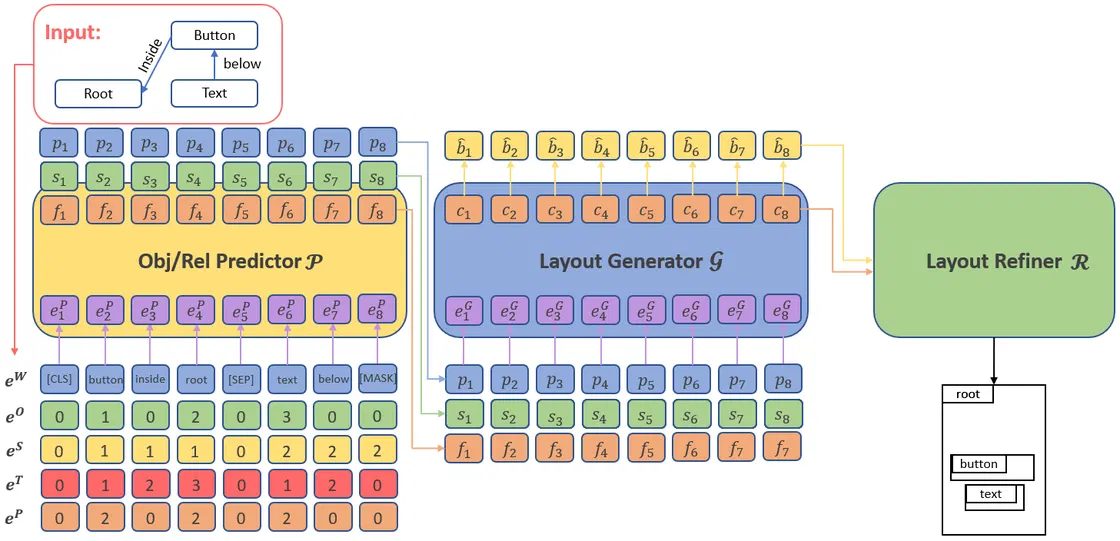 Input:
Button
Inside
below
Root
Text
p₁ p₂ p₃ p₄ p₅ p₆ p₇ p₈
s₁ s₂ s₃ s₄ s₅ s₆ s₇ s₈
f₁ f₂ f₃ f₄ f₅ f₆ f₇ f₈
Obj/Rel Predictor 𝓟
e₁ᴾ e₂ᴾ e₃ᴾ e₄ᴾ e₅ᴾ e₆ᴾ e₇ᴾ e₈ᴾ
eᵂ [CLS] button inside root [SEP] text below [MASK]
eᴼ 0 1 0 2 0 3 0 0
eˢ 0 1 1 1 0 2 2 2
eᵀ 0 1 2 3 0 1 2 0
eᴾ 0 2 0 2 0 2 0 0
b̂₁ b̂₂ b̂₃ b̂₄ b̂₅ b̂₆ b̂₇ b̂₈
c₁ c₂ c₃ c₄ c₅ c₆ c₇ c₈
Layout Generator 𝓖
e₁ᴳ e₂ᴳ e₃ᴳ e₄ᴳ e₅ᴳ e₆ᴳ e₇ᴳ e₈ᴳ
p₁ p₂ p₃ p₄ p₅ p₆ p₇ p₈
s₁ s₂ s₃ s₄ s₅ s₆ s₇ s₈
f₁ f₂ f₃ f₄ f₅ f₆ f₇ f₇
Layout Refiner 𝓡
root
button
text